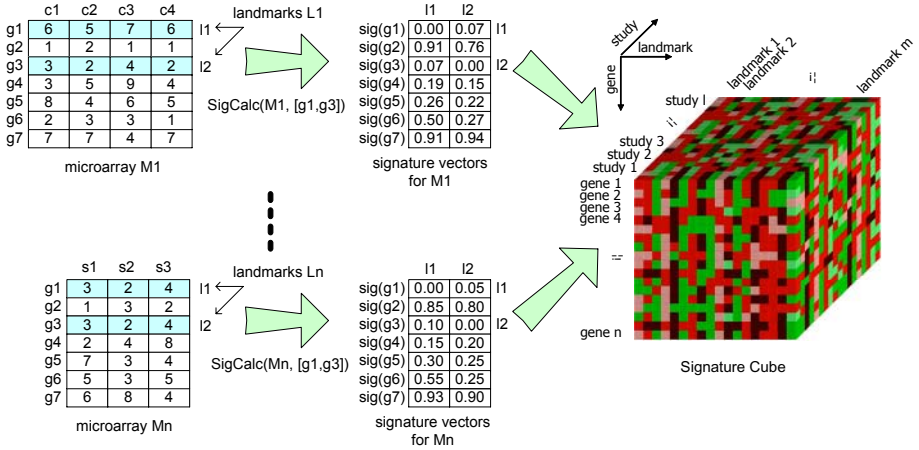 c1 c2 c3 c4
g1 6 5 7 6 l1
g2 1 2 1 1
g3 3 2 4 2 l2
g4 3 5 9 4
g5 8 4 6 5
g6 2 3 3 1
g7 7 7 4 7
microarray M1
landmarks L1
SigCalc(M1, [g1,g3])
l1 l2
sig(g1) 0.00 0.07 l1
sig(g2) 0.91 0.76
sig(g3) 0.07 0.00 l2
sig(g4) 0.19 0.15
sig(g5) 0.26 0.22
sig(g6) 0.50 0.27
sig(g7) 0.91 0.94
signature vectors
for M1
s1 s2 s3
g1 3 2 4 l1
g2 1 3 2
g3 3 2 4 l2
g4 2 4 8
g5 7 3 4
g6 5 3 5
g7 6 8 4
microarray Mn
landmarks Ln
SigCalc(Mn, [g1,g3])
l1 l2
sig(g1) 0.00 0.05 l1
sig(g2) 0.85 0.80
sig(g3) 0.10 0.00 l2
sig(g4) 0.15 0.20
sig(g5) 0.30 0.25
sig(g6) 0.55 0.25
sig(g7) 0.93 0.90
signature vectors
for Mn
study
landmark
gene
landmark 1
landmark 2
landmark m
study l
study 3
study 2
study 1
gene 1
gene 2
gene 3
gene 4
gene n
Signature Cube